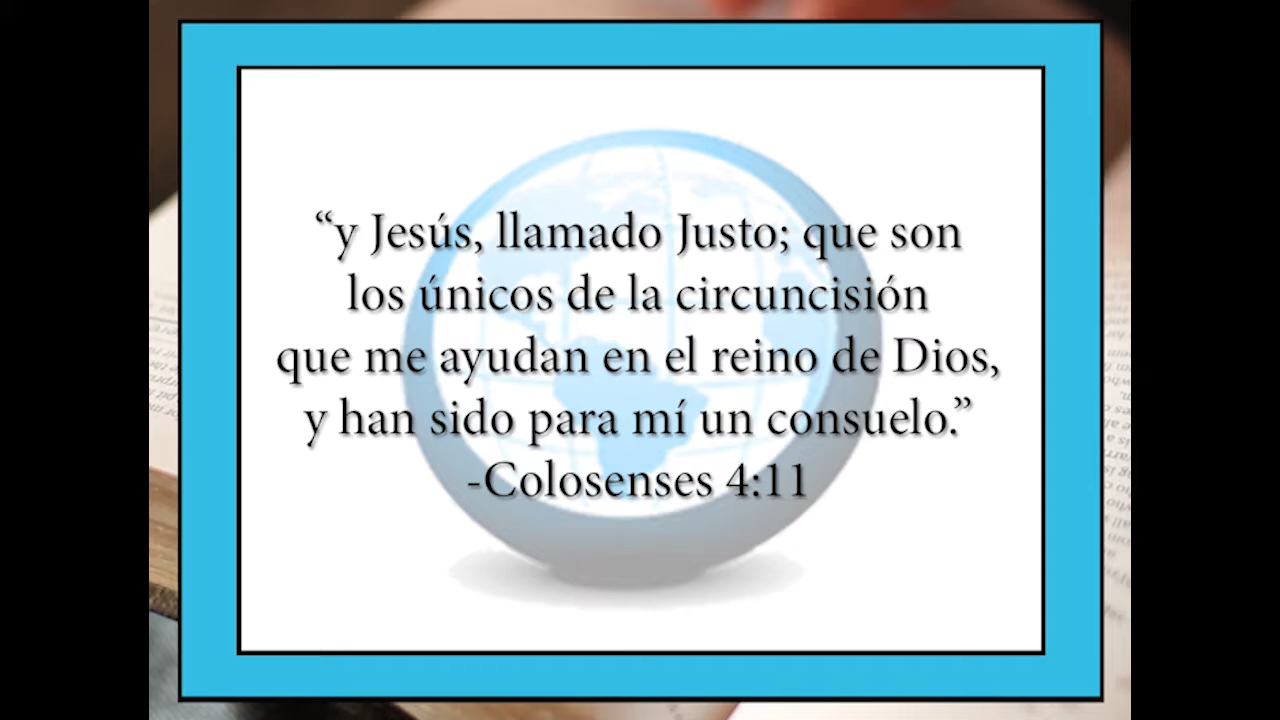 “y Jesús, llamado Justo; que son
los únicos de la circuncisión
que me ayudan en el reino de Dios,
y han sido para mí un consuelo.”
-Colosenses 4:11